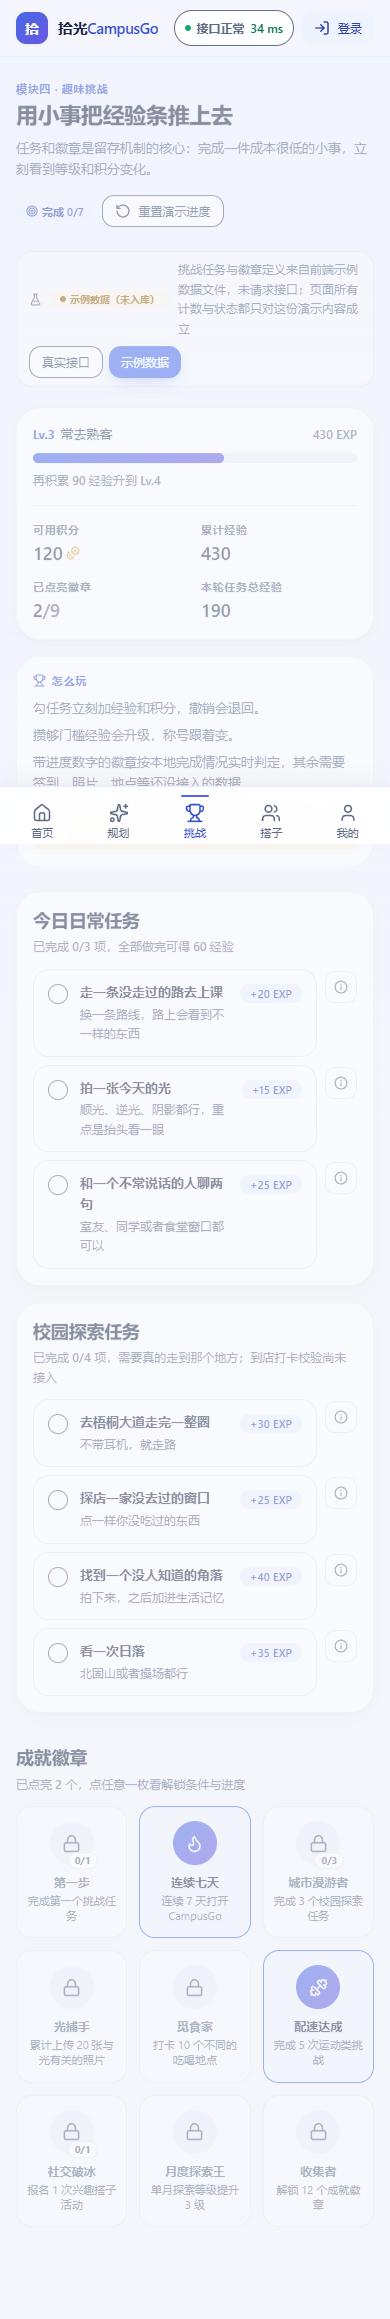 拾 拾光CampusGo 接口正常 34 ms 登录
模块四 · 趣味挑战
用小事把经验条推上去
任务和徽章是留存机制的核心：完成一件成本很低的小事，立
刻看到等级和积分变化。
完成 0/7 重置演示进度
示例数据（未入库）
挑战任务与徽章定义来自前端示例
数据文件，未请求接口；页面所有
计数与状态都只对这份演示内容成
立
真实接口 示例数据
Lv.3 常去熟客 430 EXP
再积累 90 经验升到 Lv.4
可用积分 累计经验
120 430
已点亮徽章 本轮任务总经验
2/9 190
怎么玩
勾任务立刻加经验和积分，撤销会退回。
攒够门槛经验会升级，称号跟着变。
带进度数字的徽章按本地完成情况实时判定，其余需要
签到、照片、地点等还没接入的数据
首页 规划 挑战 搭子 我的
今日日常任务
已完成 0/3 项，全部做完可得 60 经验
走一条没走过的路去上课 +20 EXP
换一条路线，路上会看到不
一样的东西
拍一张今天的光 +15 EXP
顺光、逆光、阴影都行，重
点是抬头看一眼
和一个不常说话的人聊两
句
+25 EXP
室友、同学或者食堂窗口都
可以
校园探索任务
已完成 0/4 项，需要真的走到那个地方；到店打卡校验尚未
接入
去梧桐大道走完一整圈 +30 EXP
不带耳机，就走路
探店一家没去过的窗口 +25 EXP
点一样你没吃过的东西
找到一个没人知道的角落 +40 EXP
拍下来，之后加进生活记忆
看一次日落 +35 EXP
北固山或者操场都行
成就徽章
已点亮 2 个，点任意一枚看解锁条件与进度
0/1
第一步
完成第一个挑战任
务
连续七天
连续 7 天打开
CampusGo
0/3
城市漫游者
完成 3 个校园探索
任务
光捕手
累计上传 20 张与
光有关的照片
觅食家
打卡 10 个不同的
吃喝地点
配速达成
完成 5 次运动类挑
战
0/1
社交破冰
报名 1 次兴趣搭子
活动
月度探索王
单月探索等级提升
3 级
收集者
解锁 12 个成就徽
章